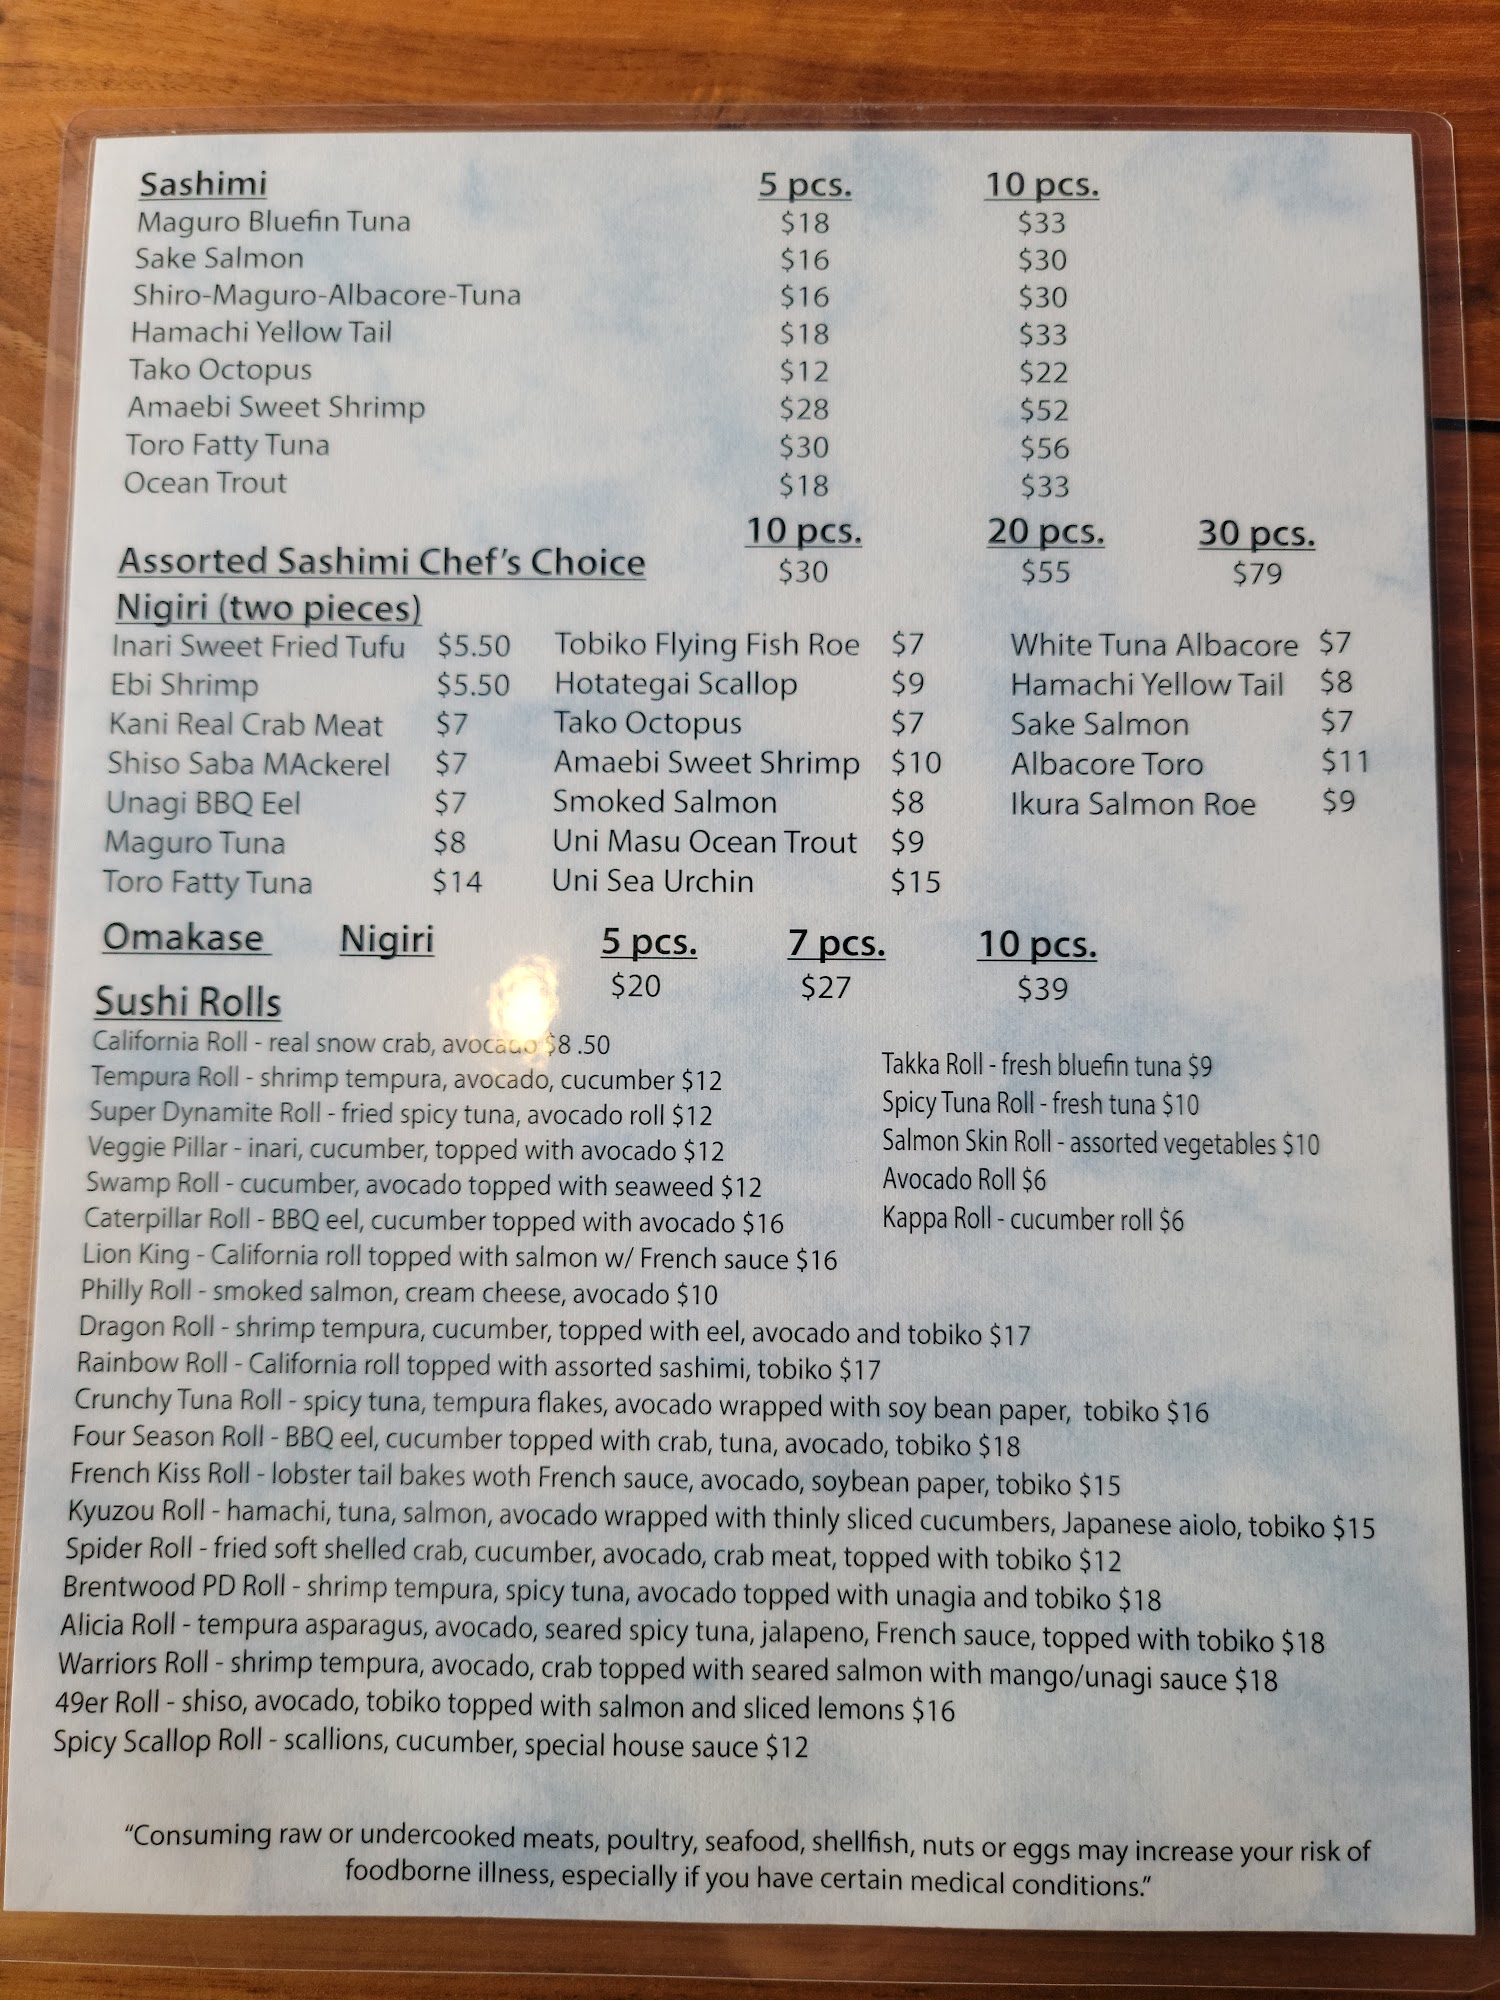 Sashimi 5 pcs. 10 pcs.
Maguro Bluefin Tuna $18 $33
Sake Salmon $16 $30
Shiro-Maguro-Albacore-Tuna $16 $30
Hamachi Yellow Tail $18 $33
Tako Octopus $12 $22
Amaebi Sweet Shrimp $28 $52
Toro Fatty Tuna $30 $56
Ocean Trout $18 $33
10 pcs. 20 pcs. 30 pcs.
Assorted Sashimi Chef's Choice $30 $55 $79
Nigiri (two pieces)
Inari Sweet Fried Tufu $5.50 Tobiko Flying Fish Roe $7 White Tuna Albacore $7
Ebi Shrimp $5.50 Hotategai Scallop $9 Hamachi Yellow Tail $8
Kani Real Crab Meat $7 Tako Octopus $7 Sake Salmon $7
Shiso Saba MAckerel $7 Amaebi Sweet Shrimp $10 Albacore Toro $11
Unagi BBQ Eel $7 Smoked Salmon $8 Ikura Salmon Roe $9
Maguro Tuna $8 Uni Masu Ocean Trout $9
Toro Fatty Tuna $14 Uni Sea Urchin $15
Omakase Nigiri 5 pcs. 7 pcs. 10 pcs.
$20 $27 $39
Sushi Rolls
California Roll - real snow crab, avocado $8 .50
Tempura Roll - shrimp tempura, avocado, cucumber $12
Super Dynamite Roll - fried spicy tuna, avocado roll $12
Veggie Pillar - inari, cucumber, topped with avocado $12
Swamp Roll - cucumber, avocado topped with seaweed $12
Caterpillar Roll - BBQ eel, cucumber topped with avocado $16
Lion King - California roll topped with salmon w/ French sauce $16
Philly Roll - smoked salmon, cream cheese, avocado $10
Dragon Roll - shrimp tempura, cucumber, topped with eel, avocado and tobiko $17
Rainbow Roll - California roll topped with assorted sashimi, tobiko $17
Crunchy Tuna Roll - spicy tuna, tempura flakes, avocado wrapped with soy bean paper, tobiko $16
Four Season Roll - BBQ eel, cucumber topped with crab, tuna, avocado, tobiko $18
French Kiss Roll - lobster tail bakes woth French sauce, avocado, soybean paper, tobiko $15
Kyuzou Roll - hamachi, tuna, salmon, avocado wrapped with thinly sliced cucumbers, Japanese aiolo, tobiko $15
Spider Roll - fried soft shelled crab, cucumber, avocado, crab meat, topped with tobiko $12
Brentwood PD Roll - shrimp tempura, spicy tuna, avocado topped with unagia and tobiko $18
Alicia Roll - tempura asparagus, avocado, seared spicy tuna, jalapeno, French sauce, topped with tobiko $18
Warriors Roll - shrimp tempura, avocado, crab topped with seared salmon with mango/unagi sauce $18
49er Roll - shiso, avocado, tobiko topped with salmon and sliced lemons $16
Spicy Scallop Roll - scallions, cucumber, special house sauce $12
Takka Roll - fresh bluefin tuna $9
Spicy Tuna Roll - fresh tuna $10
Salmon Skin Roll - assorted vegetables $10
Avocado Roll $6
Kappa Roll - cucumber roll $6
"Consuming raw or undercooked meats, poultry, seafood, shellfish, nuts or eggs may increase your risk of
foodborne illness, especially if you have certain medical conditions."